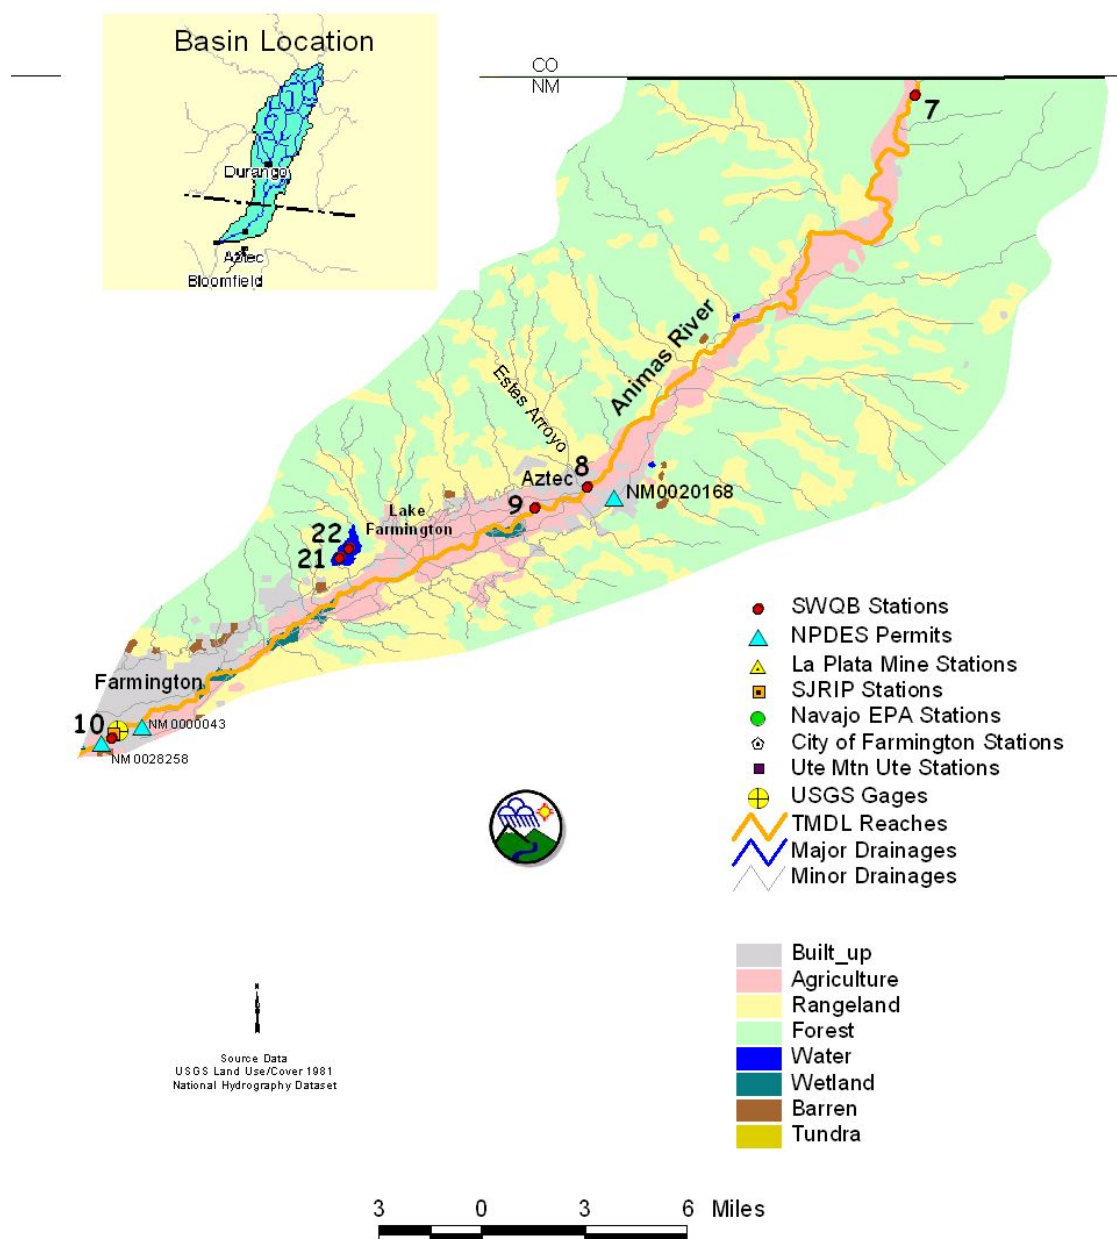 Basin Location
Durango
Aztec
Bloomfield
CO
NM
7
Animas River
Estes Arroyo
8
Aztec
NM0020168
9
Lake
Farmington
22
21
Farmington
10
NM0000043
NM0028258
SWQB Stations
NPDES Permits
La Plata Mine Stations
SJRIP Stations
Navajo EPA Stations
City of Farmington Stations
Ute Mtn Ute Stations
USGS Gages
TMDL Reaches
Major Drainages
Minor Drainages
Built_up
Agriculture
Rangeland
Forest
Water
Wetland
Barren
Tundra
Source Data
USGS Land Use/Cover 1981
National Hydrography Dataset
3 0 3 6 Miles